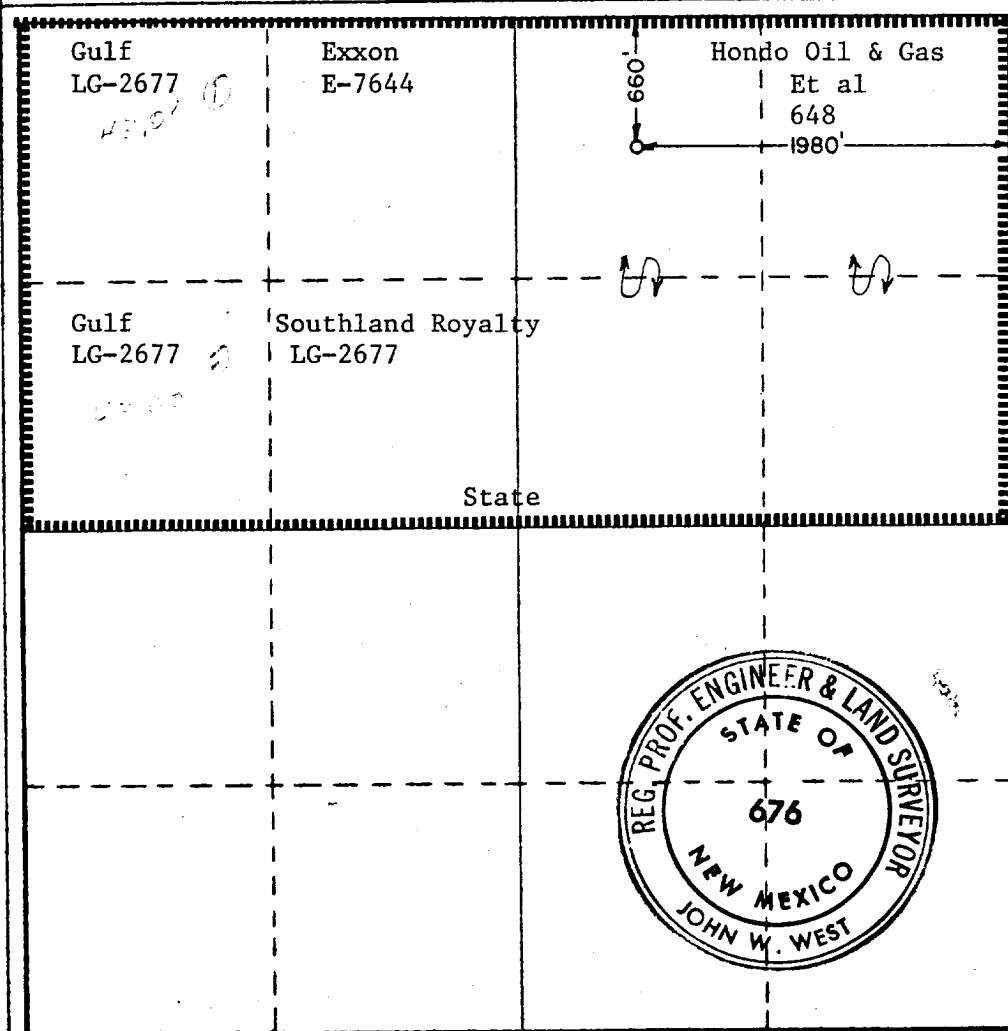 Gulf
LG-2677
Exxon
E-7644
660'
Hondo Oil & Gas
Et al
648
1980'
Gulf
LG-2677
Southland Royalty
LG-2677
State
REG. PROF. ENGINEER & LAND SURVEYOR
STATE OF
676
NEW MEXICO
JOHN W. WEST